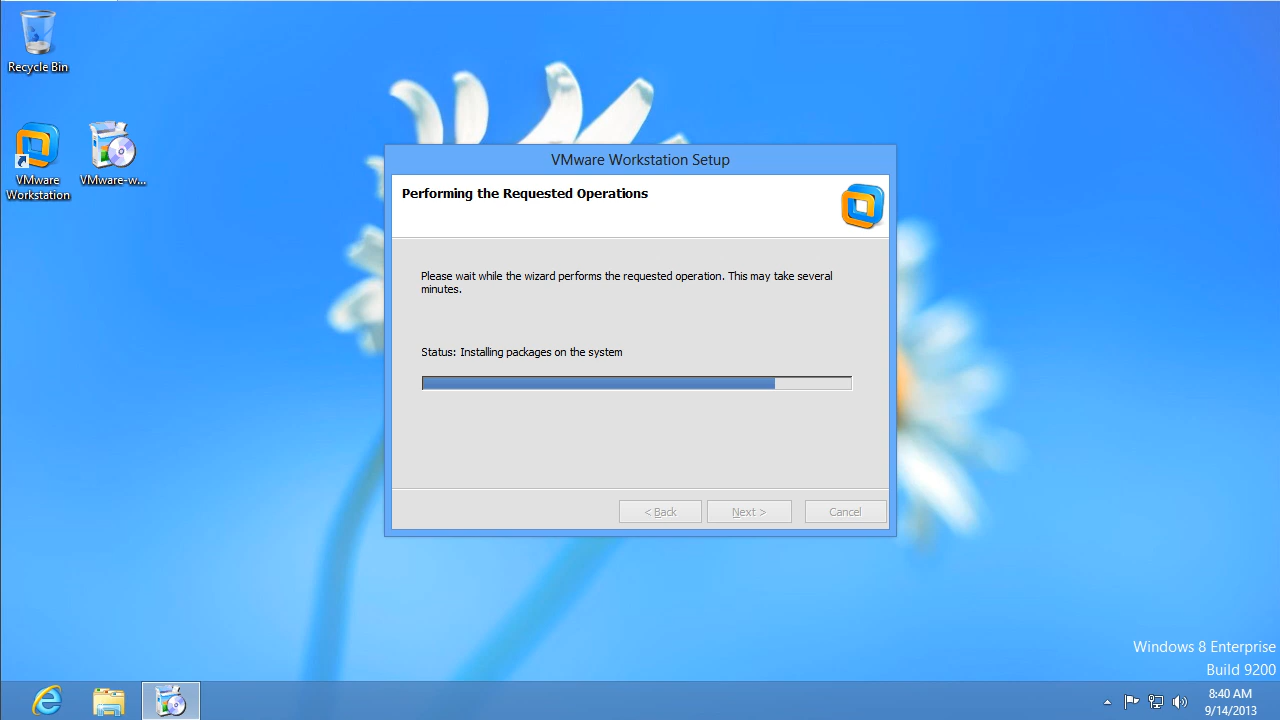 Recycle Bin
VMware
Workstation
VMware-w...
VMware Workstation Setup
Performing the Requested Operations
Please wait while the wizard performs the requested operation. This may take several
minutes.
Status: Installing packages on the system
< Back
Next >
Cancel
Windows 8 Enterprise
Build 9200
8:40 AM
9/14/2013